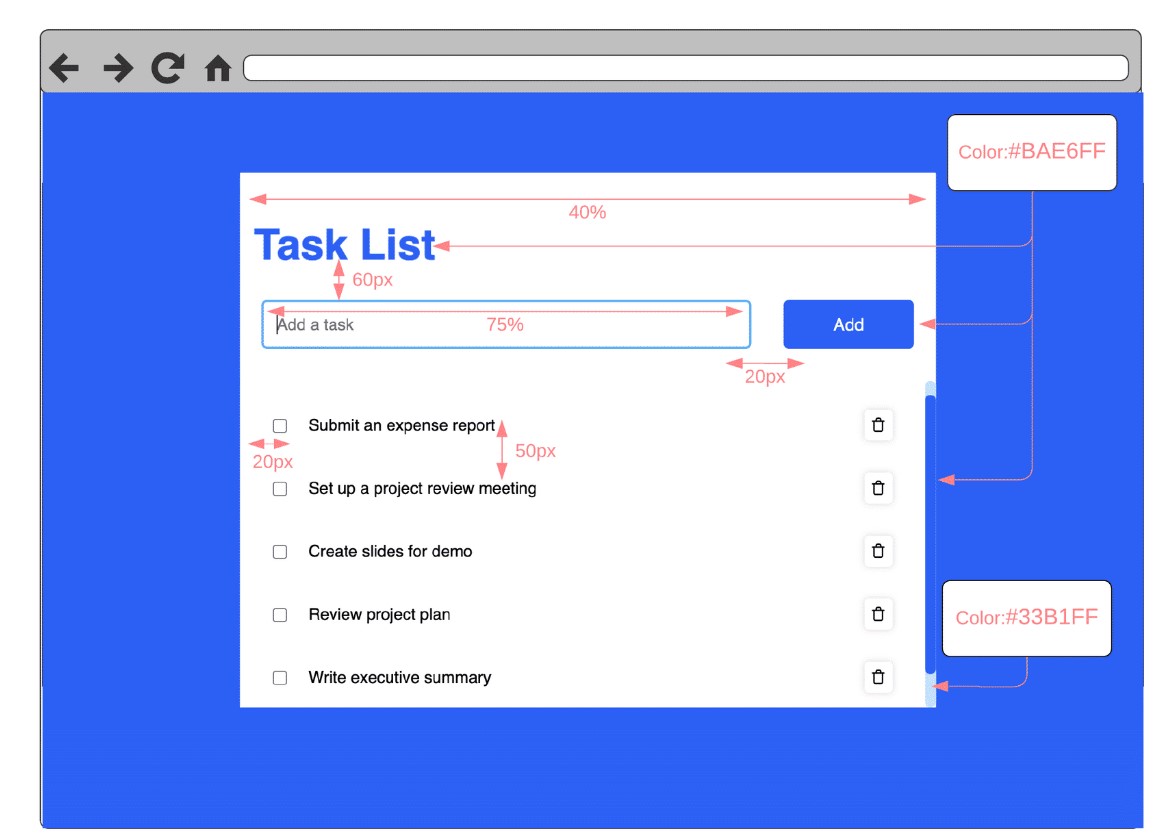 Color:#BAE6FF
40%
Task List
60px
Add a task
75%
Add
20px
Submit an expense report
20px
50px
Set up a project review meeting
Create slides for demo
Review project plan
Color:#33B1FF
Write executive summary